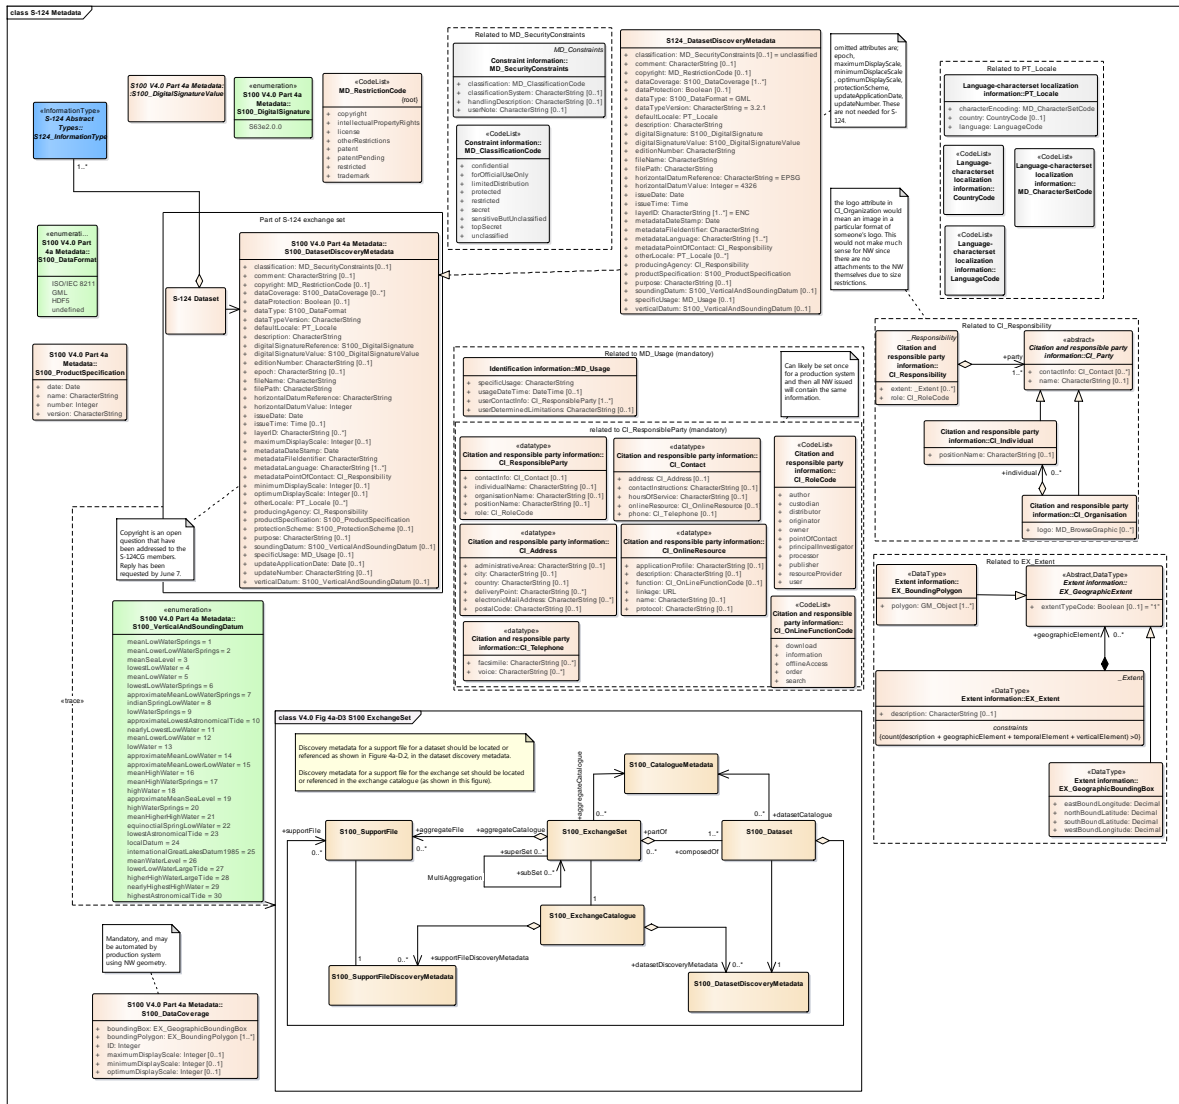 class S-124 Metadata
«InformationType»
S-124 Abstract
Types::
S124_InformationType
1..*
S100 V4.0 Part 4a Metadata:
:S100_DigitalSignatureValue
«enumeration»
S100 V4.0 Part 4a
Metadata::
S100_DigitalSignature
S63e2.0.0
«CodeList»
MD_RestrictionCode
(root)
+ copyright
+ intellectualPropertyRights
+ license
+ otherRestrictions
+ patent
+ patentPending
+ restricted
+ trademark
Related to MD_SecurityConstraints
MD_Constraints
Constraint information::
MD_SecurityConstraints
+ classification: MD_ClassificationCode
+ classificationSystem: CharacterString [0..1]
+ handlingDescription: CharacterString [0..1]
+ userNote: CharacterString [0..1]
«CodeList»
Constraint information::
MD_ClassificationCode
+ confidential
+ forOfficialUseOnly
+ limitedDistribution
+ protected
+ restricted
+ secret
+ sensitiveButUnclassified
+ topSecret
+ unclassified
S124_DatasetDiscoveryMetadata
+ classification: MD_SecurityConstraints [0..1] = unclassified
+ comment: CharacterString [0..1]
+ copyright: MD_RestrictionCode [0..1]
+ dataCoverage: S100_DataCoverage [1..*]
+ dataProtection: Boolean [0..1]
+ dataType: S100_DataFormat = GML
+ dataTypeVersion: CharacterString = 3.2.1
+ defaultLocale: PT_Locale
+ description: CharacterString
+ digitalSignature: S100_DigitalSignature
+ digitalSignatureValue: S100_DigitalSignatureValue
+ editionNumber: CharacterString
+ fileName: CharacterString
+ filePath: CharacterString
+ horizontalDatumReference: CharacterString = EPSG
+ horizontalDatumValue: Integer = 4326
+ issueDate: Date
+ issueTime: Time
+ layerID: CharacterString [1..*] = ENC
+ metadataDateStamp: Date
+ metadataFileIdentifier: CharacterString
+ metadataLanguage: CharacterString [1..*]
+ metadataPointOfContact: CI_Responsibility
+ otherLocale: PT_Locale [0..*]
+ producingAgency: CI_Responsibility
+ productSpecification: S100_ProductSpecification
+ purpose: CharacterString [0..1]
+ soundingDatum: S100_VerticalAndSoundingDatum [0..1]
+ specificUsage: MD_Usage [0..1]
+ verticalDatum: S100_VerticalAndSoundingDatum [0..1]
omitted attributes are;
epoch,
maximumDisplayScale,
minimumDisplaceScale
, optimumDisplayScale,
protectionScheme,
updateApplicationDate,
updateNumber. These
are not needed for S-
124.
the logo attribute in
CI_Organization would
mean an image in a
particular format of
someone's logo. This
would not make much
sense for NW since
there are no
attachments to the NW
themselves due to size
restrictions.
Related to PT_Locale
Language-characterset localization
information::PT_Locale
+ characterEncoding: MD_CharacterSetCode
+ country: CountryCode [0..1]
+ language: LanguageCode
«CodeList»
Language-
characterset
localization
information::
CountryCode
«CodeList»
Language-characterset
localization
information::
MD_CharacterSetCode
«CodeList»
Language-
characterset
localization
information::
LanguageCode
«enumerati...
S100 V4.0 Part
4a Metadata::
S100_DataFormat
ISO/IEC 8211
GML
HDF5
undefined
S-124 Dataset
Part of S-124 exchange set
S100 V4.0 Part 4a Metadata::
S100_DatasetDiscoveryMetadata
+ classification: MD_SecurityConstraints [0..1]
+ comment: CharacterString [0..1]
+ copyright: MD_RestrictionCode [0..1]
+ dataCoverage: S100_DataCoverage [0..*]
+ dataProtection: Boolean [0..1]
+ dataType: S100_DataFormat
+ dataTypeVersion: CharacterString
+ defaultLocale: PT_Locale
+ description: CharacterString
+ digitalSignatureReference: S100_DigitalSignature
+ digitalSignatureValue: S100_DigitalSignatureValue
+ editionNumber: CharacterString [0..1]
+ epoch: CharacterString [0..1]
+ fileName: CharacterString
+ filePath: CharacterString
+ horizontalDatumReference: CharacterString
+ horizontalDatumValue: Integer
+ issueDate: Date
+ issueTime: Time [0..1]
+ layerID: CharacterString [0..*]
+ maximumDisplayScale: Integer [0..1]
+ metadataDateStamp: Date
+ metadataFileIdentifier: CharacterString
+ metadataLanguage: CharacterString [1..*]
+ metadataPointOfContact: CI_Responsibility
+ minimumDisplayScale: Integer [0..1]
+ optimumDisplayScale: Integer [0..1]
+ otherLocale: PT_Locale [0..*]
+ producingAgency: CI_Responsibility
+ productSpecification: S100_ProductSpecification
+ protectionScheme: S100_ProtectionScheme [0..1]
+ purpose: CharacterString [0..1]
+ soundingDatum: S100_VerticalAndSoundingDatum [0..1]
+ specificUsage: MD_Usage [0..1]
+ updateApplicationDate: Date [0..1]
+ updateNumber: CharacterString [0..1]
+ verticalDatum: S100_VerticalAndSoundingDatum [0..1]
S100 V4.0 Part 4a
Metadata::
S100_ProductSpecification
+ date: Date
+ name: CharacterString
+ number: Integer
+ version: CharacterString
Copyright is an open
question that have
been addressed to the
S-124CG members.
Reply has been
requested by June 7.
Related to MD_Usage (mandatory)
Identification information::MD_Usage
+ specificUsage: CharacterString
+ usageDateTime: DateTime [0..1]
+ userContactInfo: CI_ResponsibleParty [1..*]
+ userDeterminedLimitations: CharacterString [0..1]
Can likely be set once
for a production system
and then all NW issued
will contain the same
information.
related to CI_ResponsibleParty (mandatory)
«datatype»
Citation and responsible party information::
CI_ResponsibleParty
+ contactInfo: CI_Contact [0..1]
+ individualName: CharacterString [0..1]
+ organisationName: CharacterString [0..1]
+ positionName: CharacterString [0..1]
+ role: CI_RoleCode
«datatype»
Citation and responsible party information::
CI_Contact
+ address: CI_Address [0..1]
+ contactInstructions: CharacterString [0..1]
+ hoursOfService: CharacterString [0..1]
+ onlineResource: CI_OnlineResource [0..1]
+ phone: CI_Telephone [0..1]
«CodeList»
Citation and
responsible party
information::
CI_RoleCode
+ author
+ custodian
+ distributor
+ originator
+ owner
+ pointOfContact
+ principalInvestigator
+ processor
+ publisher
+ resourceProvider
+ user
«datatype»
Citation and responsible party information::
CI_Address
+ administrativeArea: CharacterString [0..1]
+ city: CharacterString [0..1]
+ country: CharacterString [0..1]
+ deliveryPoint: CharacterString [0..*]
+ electronicMailAddress: CharacterString [0..*]
+ postalCode: CharacterString [0..1]
«datatype»
Citation and responsible party information::
CI_OnlineResource
+ applicationProfile: CharacterString [0..1]
+ description: CharacterString [0..1]
+ function: CI_OnLineFunctionCode [0..1]
+ linkage: URL
+ name: CharacterString [0..1]
+ protocol: CharacterString [0..1]
«CodeList»
Citation and responsible
party information::
CI_OnLineFunctionCode
+ download
+ information
+ offlineAccess
+ order
+ search
«datatype»
Citation and responsible party
information::CI_Telephone
+ facsimile: CharacterString [0..*]
+ voice: CharacterString [0..*]
Related to CI_Responsibility
_Responsibility
Citation and
responsible party
information::
CI_Responsibility
+ extent: _Extent [0..*]
+ role: CI_RoleCode
+party
1..*
«abstract»
Citation and responsible party
information::CI_Party
+ contactInfo: CI_Contact [0..*]
+ name: CharacterString [0..1]
Citation and responsible party
information::CI_Individual
+ positionName: CharacterString [0..1]
+individual
0..*
Citation and responsible party
information::CI_Organisation
+ logo: MD_BrowseGraphic [0..*]
Related to EX_Extent
«DataType»
Extent information::
EX_BoundingPolygon
+ polygon: GM_Object [1..*]
«Abstract,DataType»
Extent information::
EX_GeographicExtent
+ extentTypeCode: Boolean [0..1] = "1"
+geographicElement
0..*
_Extent
«DataType»
Extent information::EX_Extent
+ description: CharacterString [0..1]
constraints
{count(description + geographicElement + temporalElement + verticalElement) >0}
«DataType»
Extent information::
EX_GeographicBoundingBox
+ eastBoundLongitude: Decimal
+ northBoundLatitude: Decimal
+ southBoundLatitude: Decimal
+ westBoundLongitude: Decimal
«enumeration»
S100 V4.0 Part 4a Metadata::
S100_VerticalAndSoundingDatum
meanLowWaterSprings = 1
meanLowerLowWaterSprings = 2
meanSeaLevel = 3
lowestLowWater = 4
meanLowWater = 5
lowestLowWaterSprings = 6
approximateMeanLowWaterSprings = 7
indianSpringLowWater = 8
lowWaterSprings = 9
approximateLowestAstronomicalTide = 10
nearlyLowestLowWater = 11
meanLowerLowWater = 12
lowWater = 13
approximateMeanLowWater = 14
approximateMeanLowerLowWater = 15
meanHighWater = 16
meanHighWaterSprings = 17
highWater = 18
approximateMeanSeaLevel = 19
highWaterSprings = 20
meanHigherHighWater = 21
equinoctialSpringLowWater = 22
lowestAstronomicalTide = 23
localDatum = 24
internationalGreatLakesDatum1985 = 25
meanWaterLevel = 26
lowerLowWaterLargeTide = 27
higherHighWaterLargeTide = 28
nearlyHighestHighWater = 29
highestAstronomicalTide = 30
«trace»
class V4.0 Fig 4a-D3 S100 ExchangeSet
Discovery metadata for a support file for a dataset should be located or
referenced as shown in Figure 4a-D.2, in the dataset discovery metadata.
Discovery metadata for a support file for the exchange set should be located
or referenced in the exchange catalogue (as shown in this figure).
S100_CatalogueMetadata
+aggregateCatalogue
0..*
0..*
+datasetCatalogue
+supportFile
0..*
S100_SupportFile
+aggregateFile
0..*
+aggregateCatalogue
S100_ExchangeSet
+partOf
0..*
1..*
+composedOf
S100_Dataset
+superSet 0..*
+subSet 0..*
MultiAggregation
1
S100_ExchangeCatalogue
1
0..*
+supportFileDiscoveryMetadata
+datasetDiscoveryMetadata
0..*
1
S100_SupportFileDiscoveryMetadata
S100_DatasetDiscoveryMetadata
Mandatory, and may
be automated by
production system
using NW geometry.
S100 V4.0 Part 4a Metadata::
S100_DataCoverage
+ boundingBox: EX_GeographicBoundingBox
+ boundingPolygon: EX_BoundingPolygon [1..*]
+ ID: Integer
+ maximumDisplayScale: Integer [0..1]
+ minimumDisplayScale: Integer [0..1]
+ optimumDisplayScale: Integer [0..1]